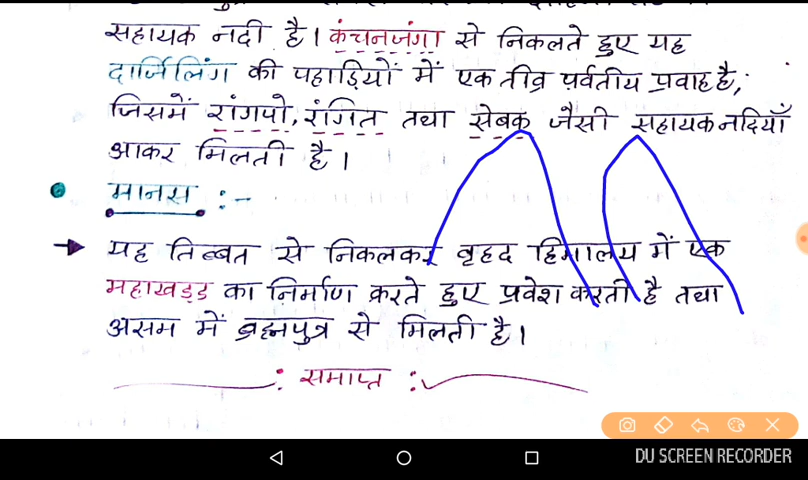 सहायक नदी है। कंचनजंगा से निकलते हुए यह
दार्जिलिंग की पहाड़ियों में एक तीव्र पर्वतीय प्रवाह है,
जिसमें रांगपो, रंगित तथा सेबक जैसी सहायक नदियाँ
आकर मिलती है।
मानस :-
यह तिब्बत से निकलकर वृहद हिमालय में एक
महाखड्ड का निर्माण करते हुए प्रवेश करती है तथा
असम में ब्रह्मपुत्र से मिलती है।
: समाप्त :
DU SCREEN RECORDER